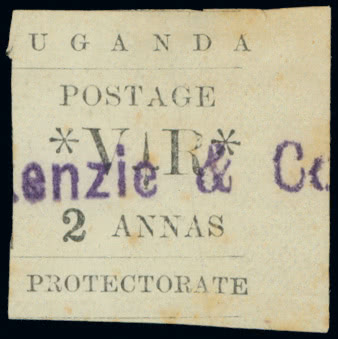 UGANDA
POSTAGE
*V|R*
enzie & Co
2 ANNAS
PROTECTORATE